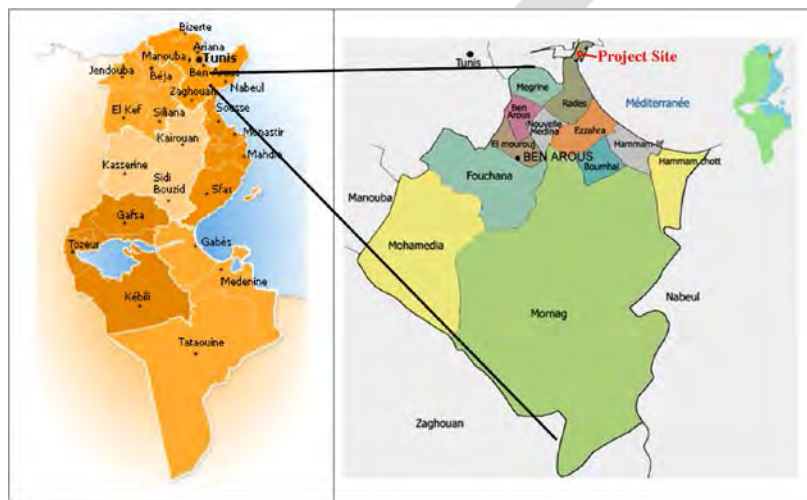 Bizerte
Ariana
Manouba
Tunis
Ben Arous
Jendouba
Béja
Nabeul
Zaghouan
El Kef
Siliana
Sousse
Kairouan
Monastir
Mahdia
Kasserine
Sidi
Bouzid
Sfax
Gafsa
Tozeur
Gabés
Medenine
Kébili
Tataouine
Project Site
Tunis
Megrine
Rades
Méditerranée
Ben
Arous
Nouvelle
Medina
Ezzahra
El mourouj
Hammam lif
BEN AROUS
Boumhal
Hammam chott
Fouchana
Manouba
Mohamedia
Nabeul
Mornag
Zaghouan